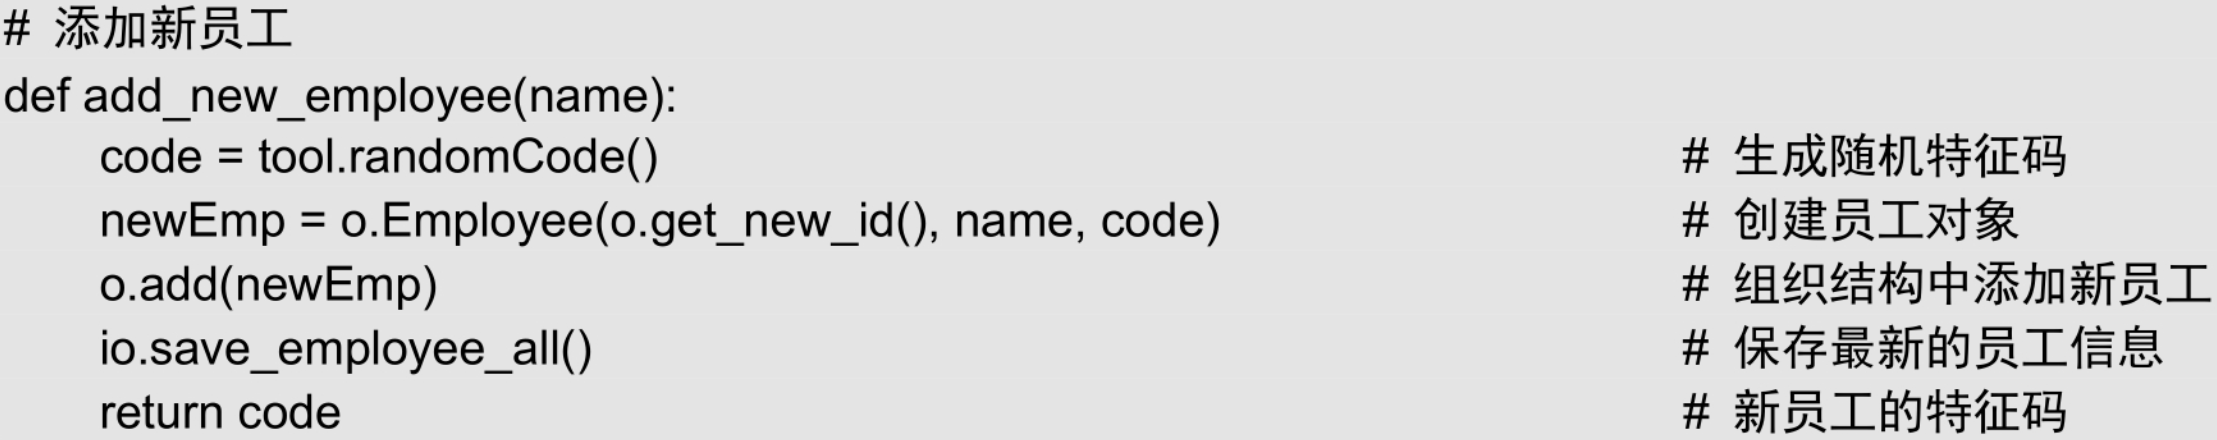 # 添加新员工
def add_new_employee(name):
    code = tool.randomCode() # 生成随机特征码
    newEmp = o.Employee(o.get_new_id(), name, code) # 创建员工对象
    o.add(newEmp) # 组织结构中添加新员工
    io.save_employee_all() # 保存最新的员工信息
    return code # 新员工的特征码